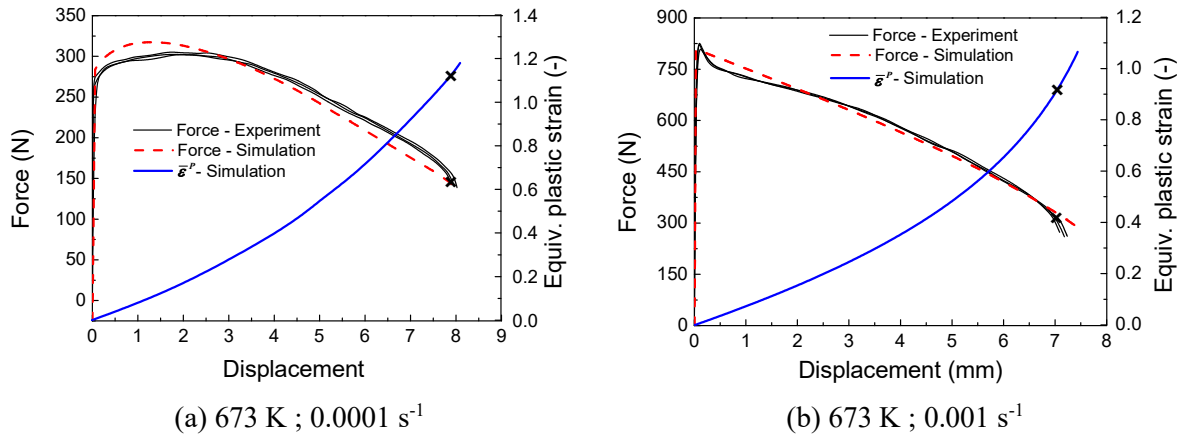 350
300
250
200
150
100
50
0
Force (N)
0 1 2 3 4 5 6 7 8 9
Displacement
1.4
1.2
1.0
0.8
0.6
0.4
0.2
0.0
Equiv. plastic strain (-)
Force - Experiment
Force - Simulation
ε̄ᴾ- Simulation
(a) 673 K ; 0.0001 s⁻¹
900
750
600
450
300
150
0
Force (N)
0 1 2 3 4 5 6 7 8
Displacement (mm)
1.2
1.0
0.8
0.6
0.4
0.2
0.0
Equiv. plastic strain (-)
Force - Experiment
Force - Simulation
ε̄ᴾ- Simulation
(b) 673 K ; 0.001 s⁻¹